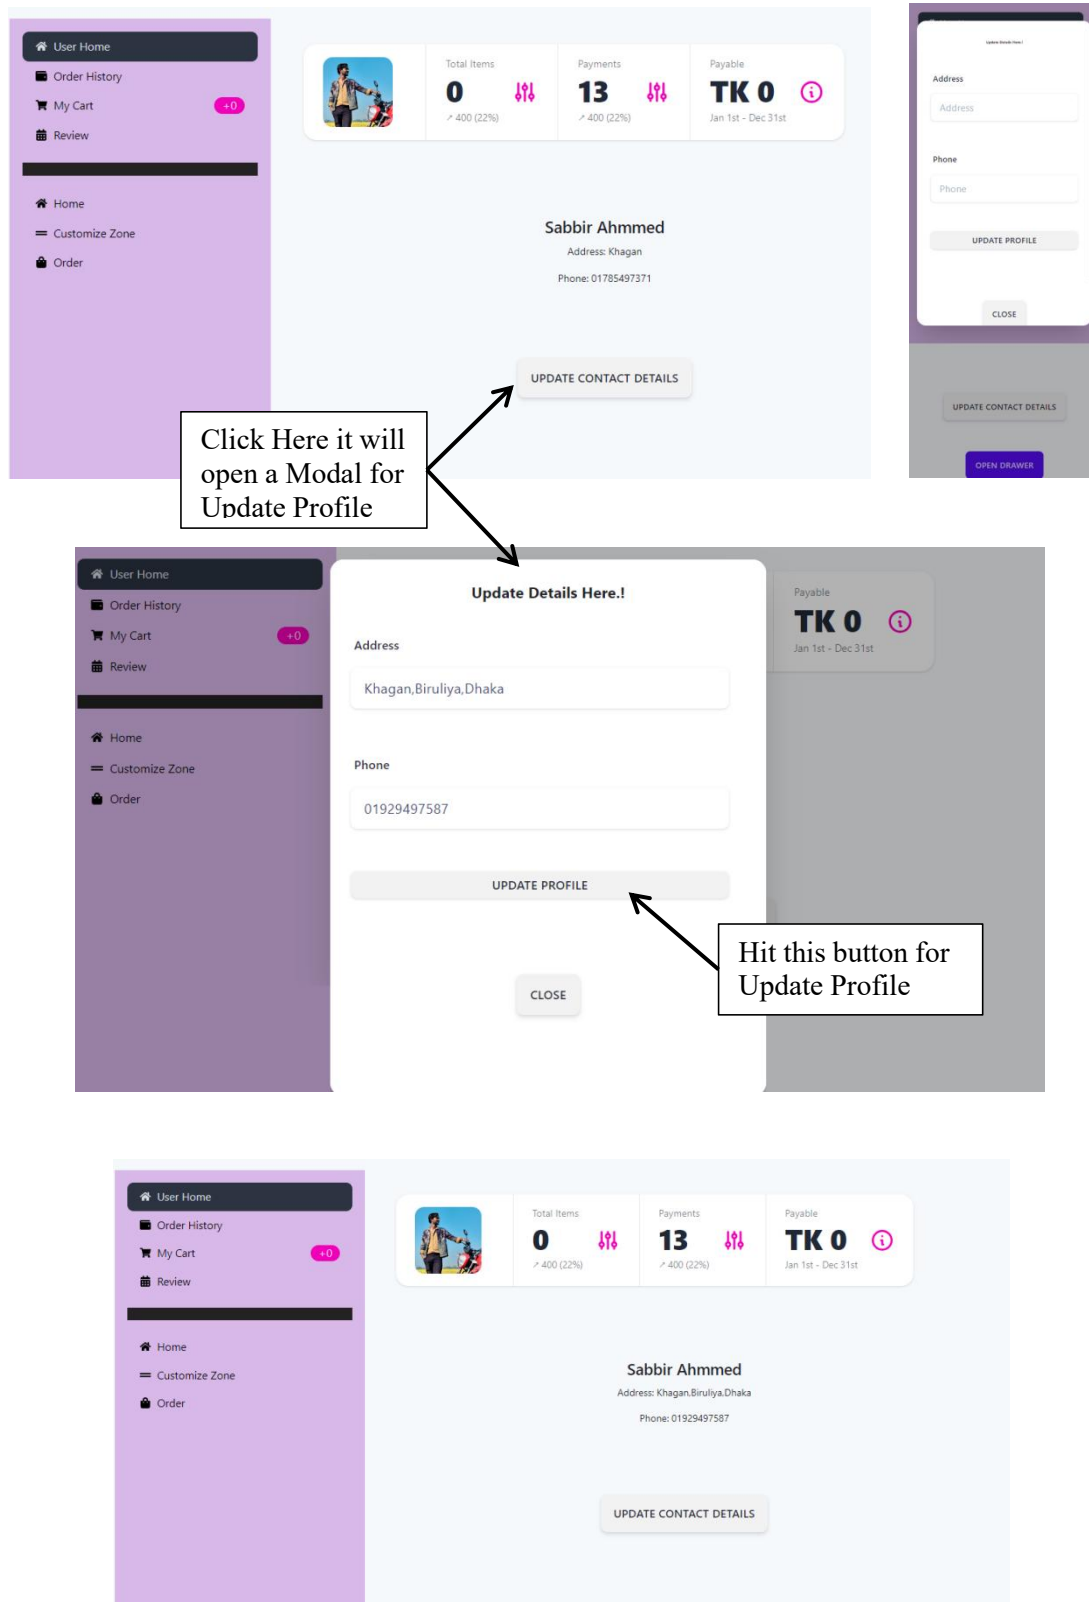 User Home
Order History
My Cart +0
Review
Home
Customize Zone
Order
Total Items
0
↗ 400 (22%)
Payments
13
↗ 400 (22%)
Payable
TK 0
Jan 1st - Dec 31st
Sabbir Ahmmed
Address: Khagan
Phone: 01785497371
UPDATE CONTACT DETAILS
Update Details Here.!
Address
Address
Phone
Phone
UPDATE PROFILE
CLOSE
UPDATE CONTACT DETAILS
OPEN DRAWER
Click Here it will
open a Modal for
Update Profile
User Home
Order History
My Cart +0
Review
Home
Customize Zone
Order
Update Details Here.!
Address
Khagan,Biruliya,Dhaka
Phone
01929497587
UPDATE PROFILE
CLOSE
Payable
TK 0
Jan 1st - Dec 31st
Hit this button for
Update Profile
User Home
Order History
My Cart +0
Review
Home
Customize Zone
Order
Total Items
0
↗ 400 (22%)
Payments
13
↗ 400 (22%)
Payable
TK 0
Jan 1st - Dec 31st
Sabbir Ahmmed
Address: Khagan,Biruliya,Dhaka
Phone: 01929497587
UPDATE CONTACT DETAILS